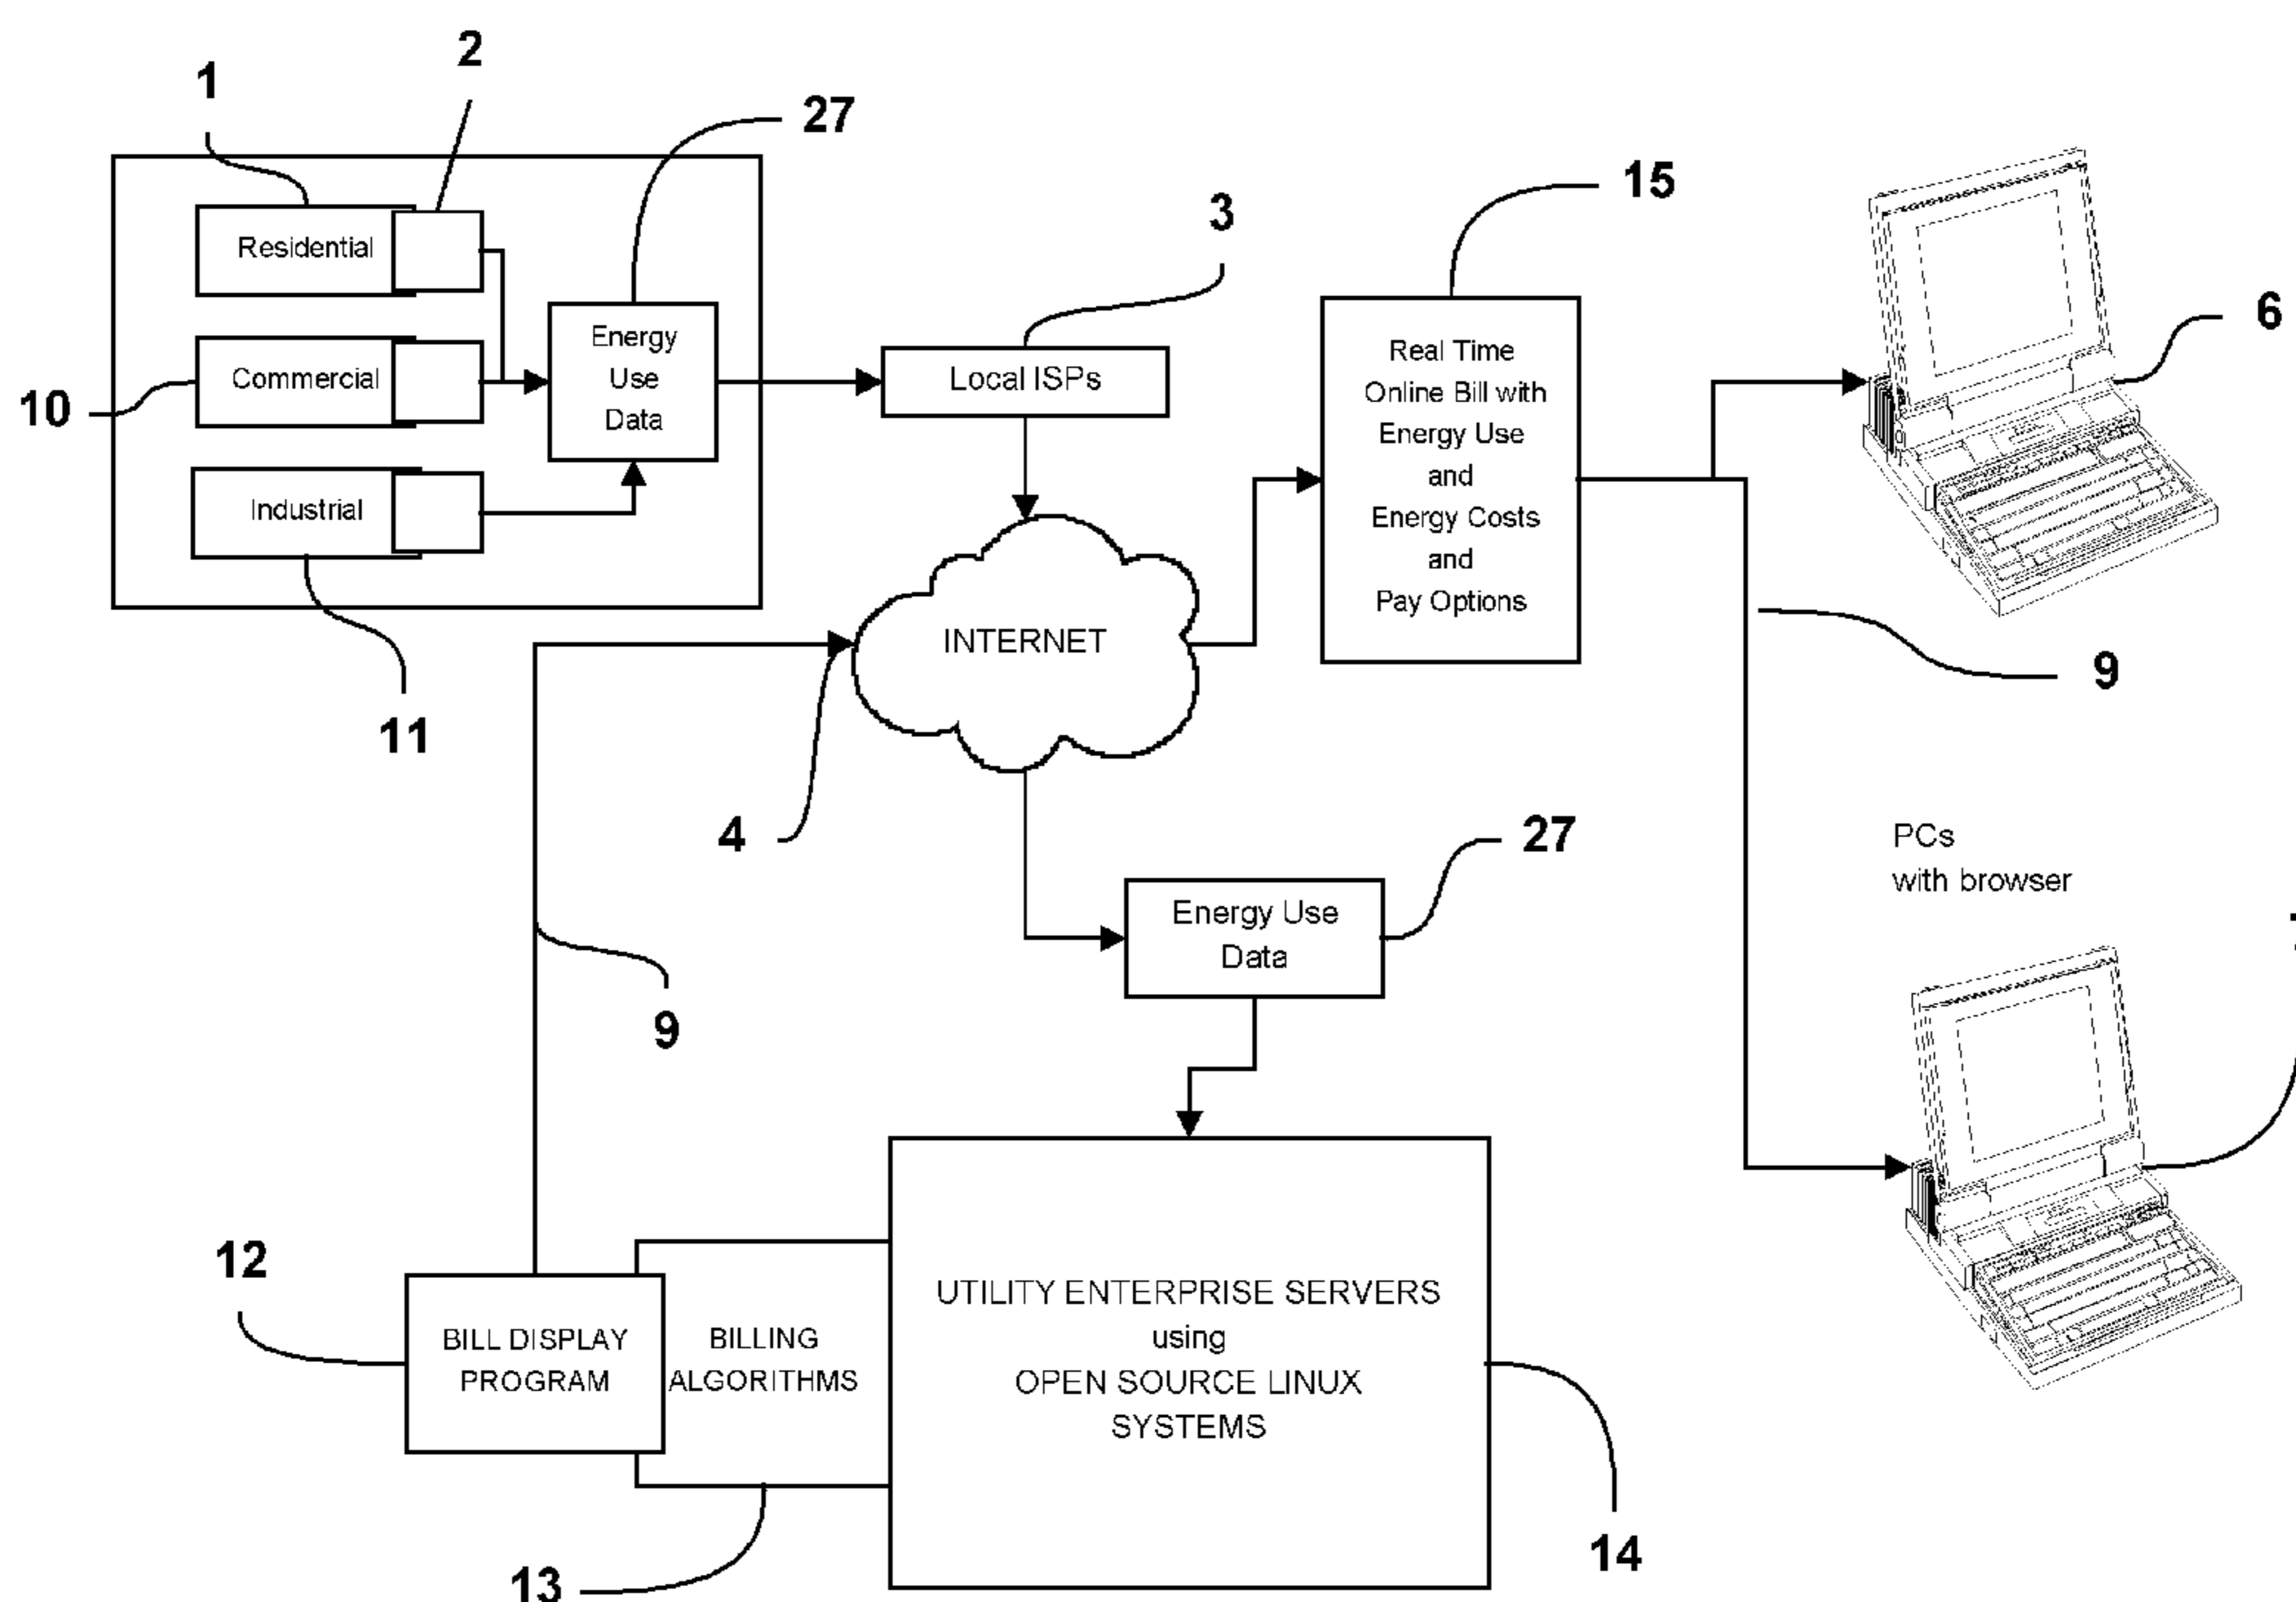 1
2
27
Residential
Commercial
Industrial
Energy
Use
Data
10
11
3
Local ISPs
15
Real Time
Online Bill with
Energy Use
and
Energy Costs
and
Pay Options
6
9
INTERNET
4
27
Energy Use
Data
PCs
with browser
9
12
BILL DISPLAY
PROGRAM
BILLING
ALGORITHMS
13
UTILITY ENTERPRISE SERVERS
using
OPEN SOURCE LINUX
SYSTEMS
14